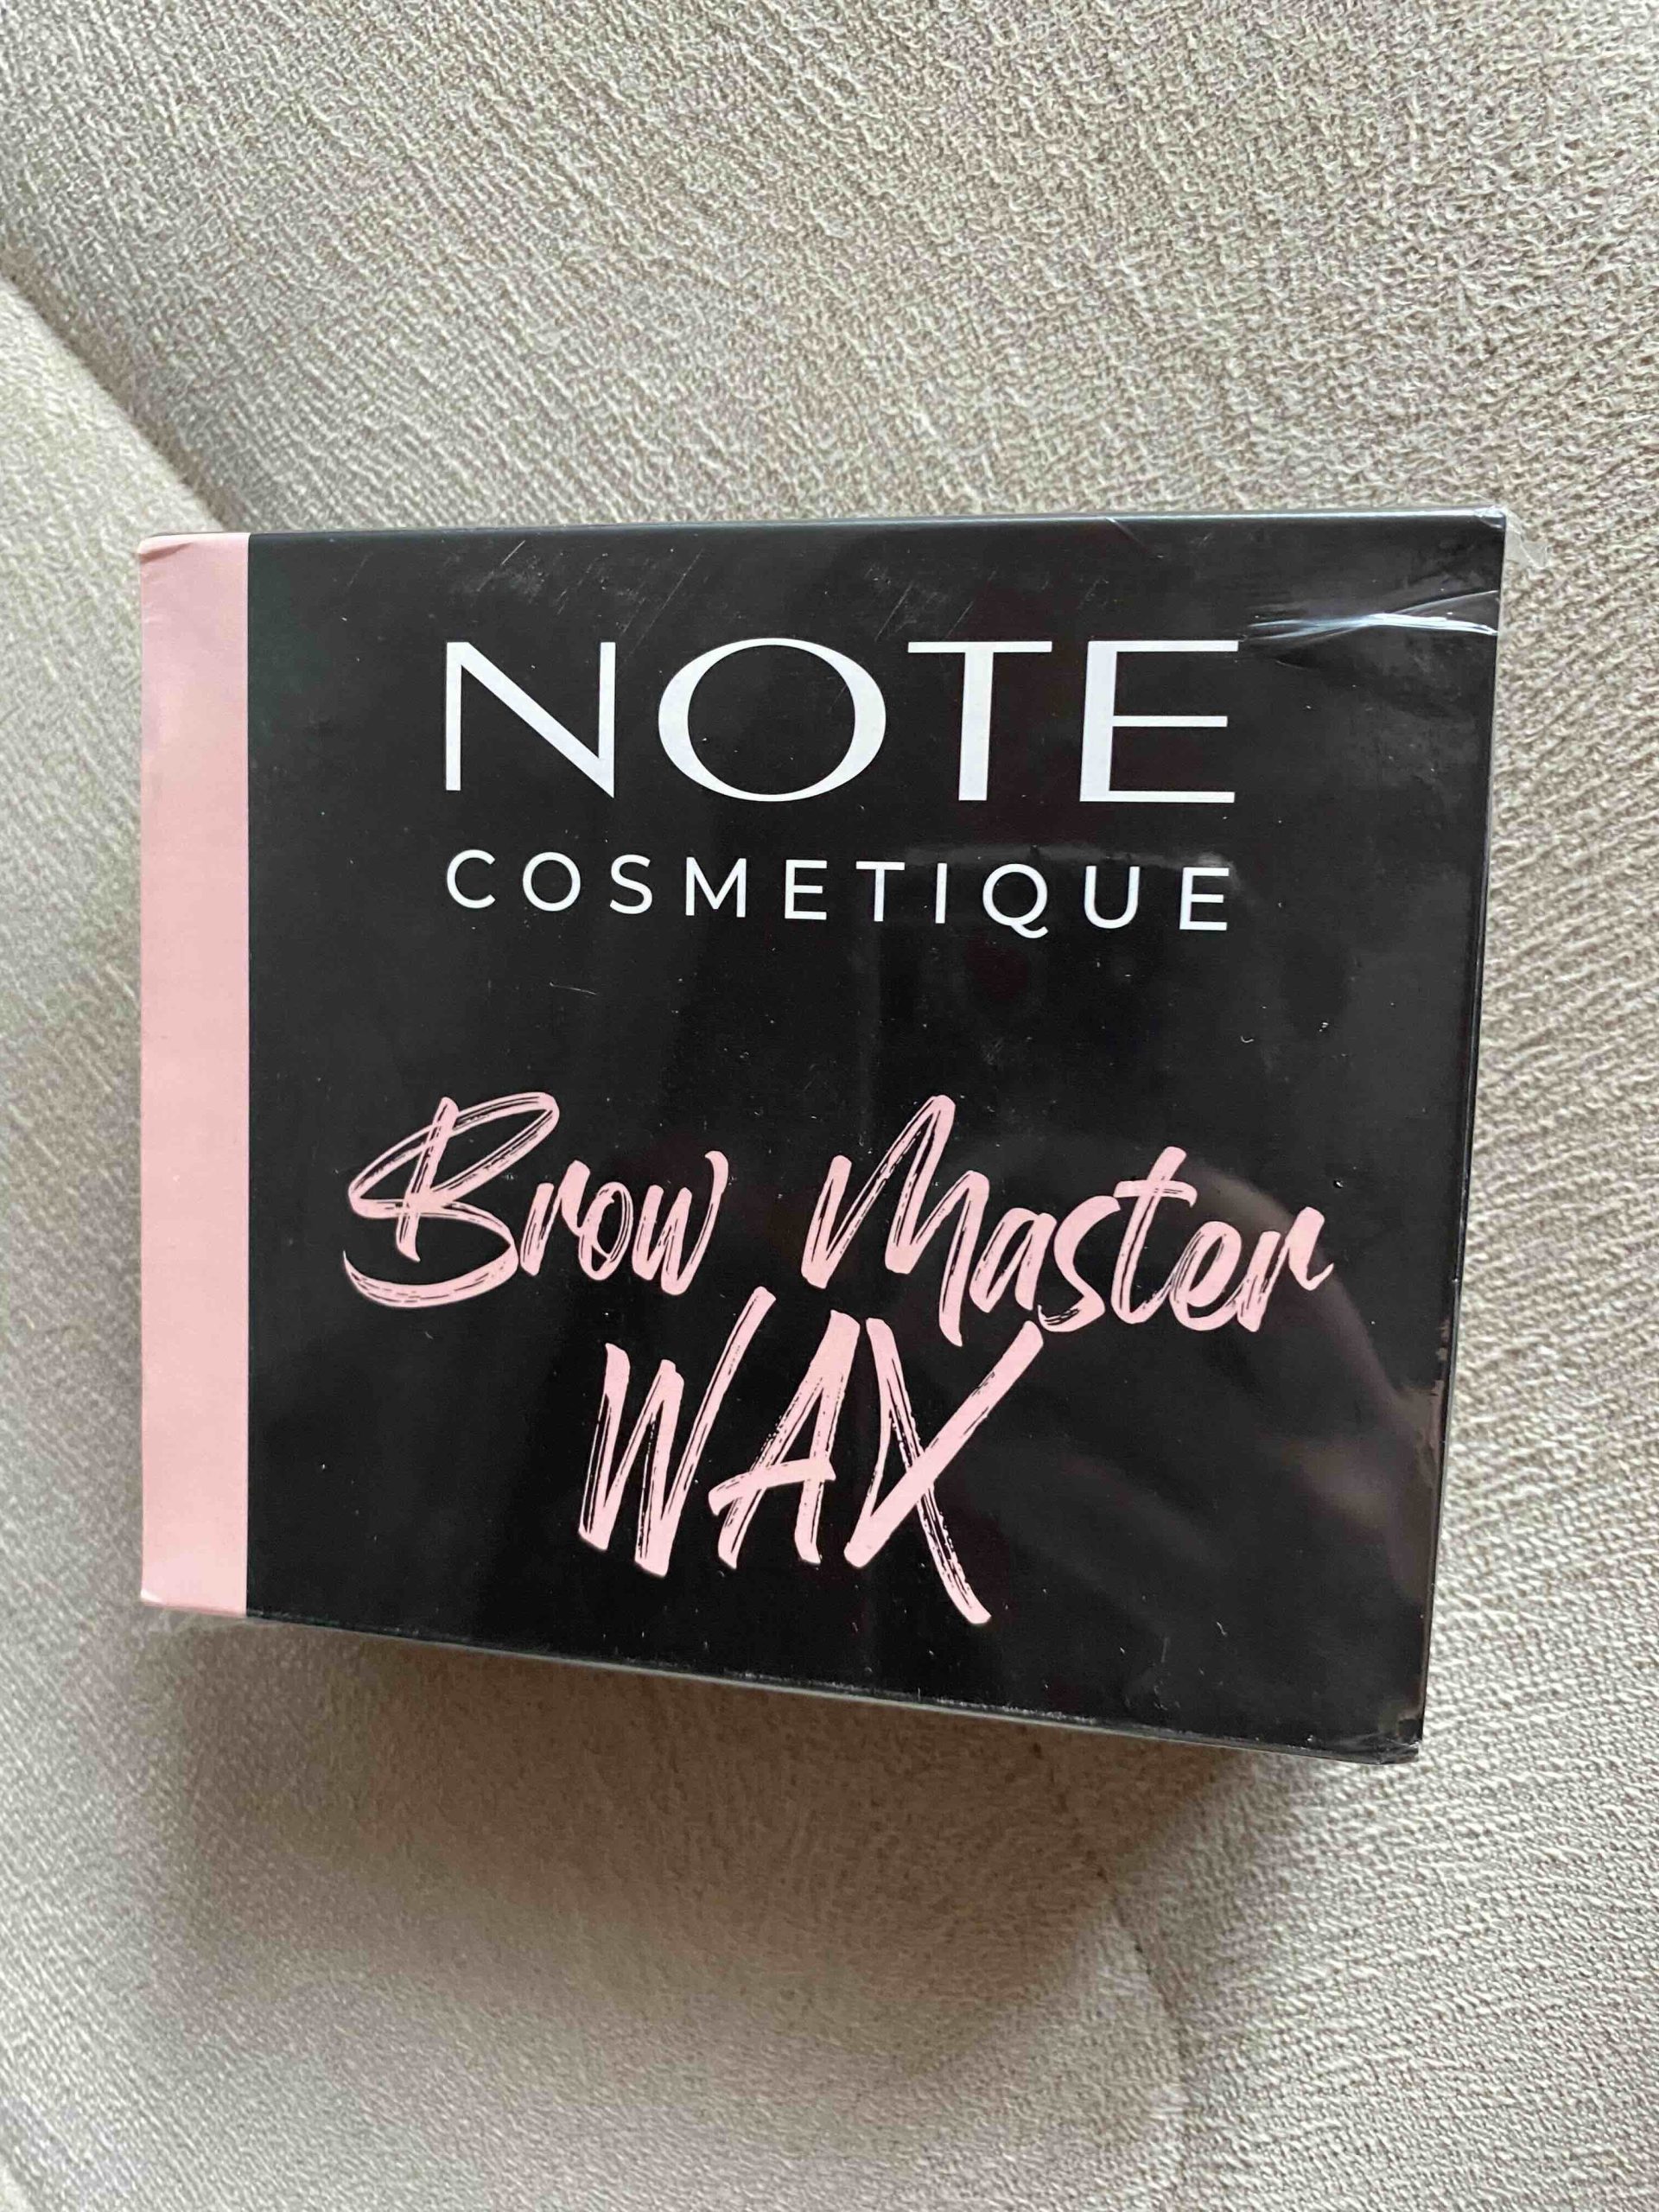 NOTE
COSMETIQUE
Brow Master
WAX